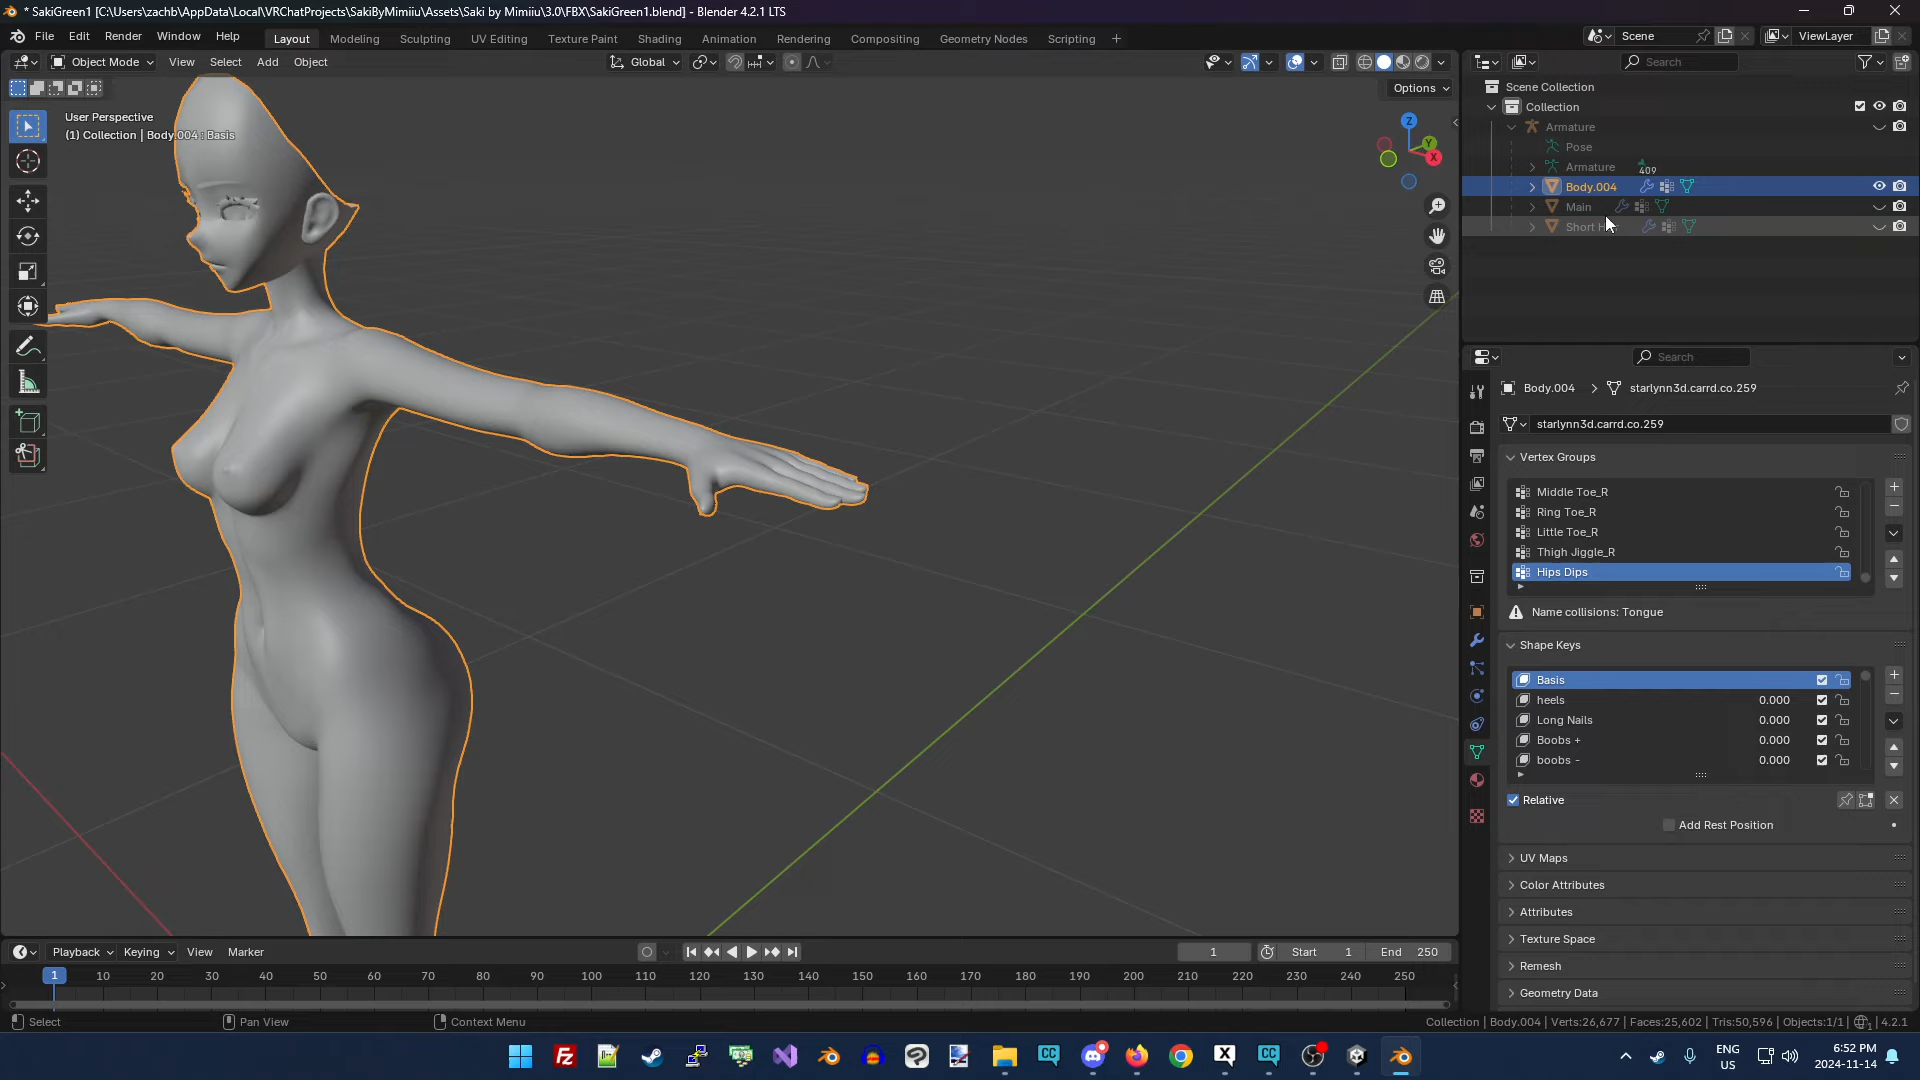 * SakiGreen1 [C:\Users\zachb\AppData\Local\VRChatProjects\SakiByMimiiu\Assets\Saki by Mimiiu\3.0\FBX\SakiGreen1.blend] - Blender 4.2.1 LTS
File Edit Render Window Help Layout Modeling Sculpting UV Editing Texture Paint Shading Animation Rendering Compositing Geometry Nodes Scripting + Scene ViewLayer
Object Mode View Select Add Object Global Search
Options
User Perspective
(1) Collection | Body.004 : Basis
Z
Y
X
Scene Collection
Collection
Armature
Pose
Armature 409
Body.004
Main
Short
Search
Body.004 > starlynn3d.carrd.co.259
starlynn3d.carrd.co.259
Vertex Groups
Middle Toe_R
Ring Toe_R
Little Toe_R
Thigh Jiggle_R
Hips Dips
Name collisions: Tongue
Shape Keys
Basis
heels 0.000
Long Nails 0.000
Boobs + 0.000
boobs - 0.000
Relative
Add Rest Position
UV Maps
Color Attributes
Attributes
Texture Space
Remesh
Geometry Data
Playback Keying View Marker 1 Start 1 End 250
1 10 20 30 40 50 60 70 80 90 100 110 120 130 140 150 160 170 180 190 200 210 220 230 240 250
Select Pan View Context Menu Collection | Body.004 | Verts:26,677 | Faces:25,602 | Tris:50,596 | Objects:1/1 | 4.2.1
ENG
US
6:52 PM
2024-11-14